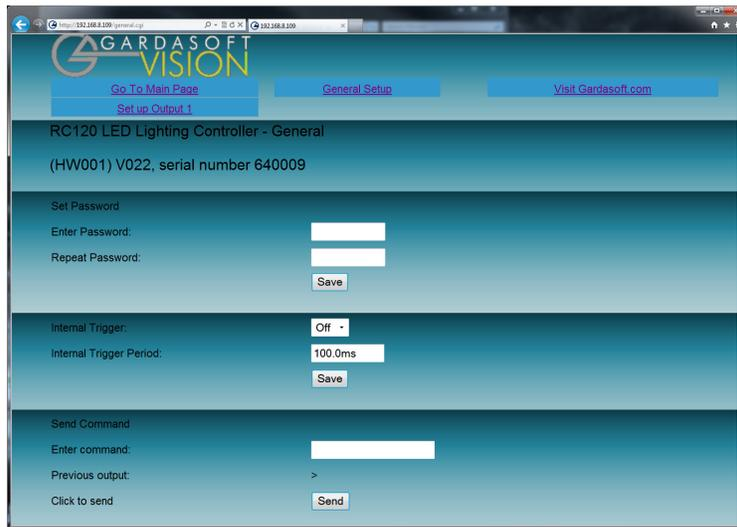 http://192.168.8.109/general.cgi
192.168.8.109
GARDASOFT
VISION
Go To Main Page
General Setup
Visit Gardasoft.com
Set up Output 1
RC120 LED Lighting Controller - General
(HW001) V022, serial number 640009
Set Password
Enter Password:
Repeat Password:
Save
Internal Trigger:
Off
Internal Trigger Period:
100.0ms
Save
Send Command
Enter command:
Previous output:
>
Click to send
Send